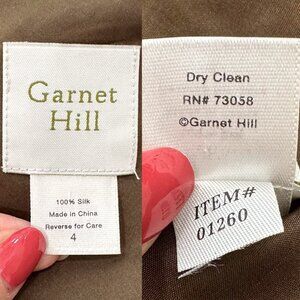 Garnet
Hill
100% Silk
Made in China
Reverse for Care
4
Dry Clean
RN# 73058
©Garnet Hill
ITEM#
01260